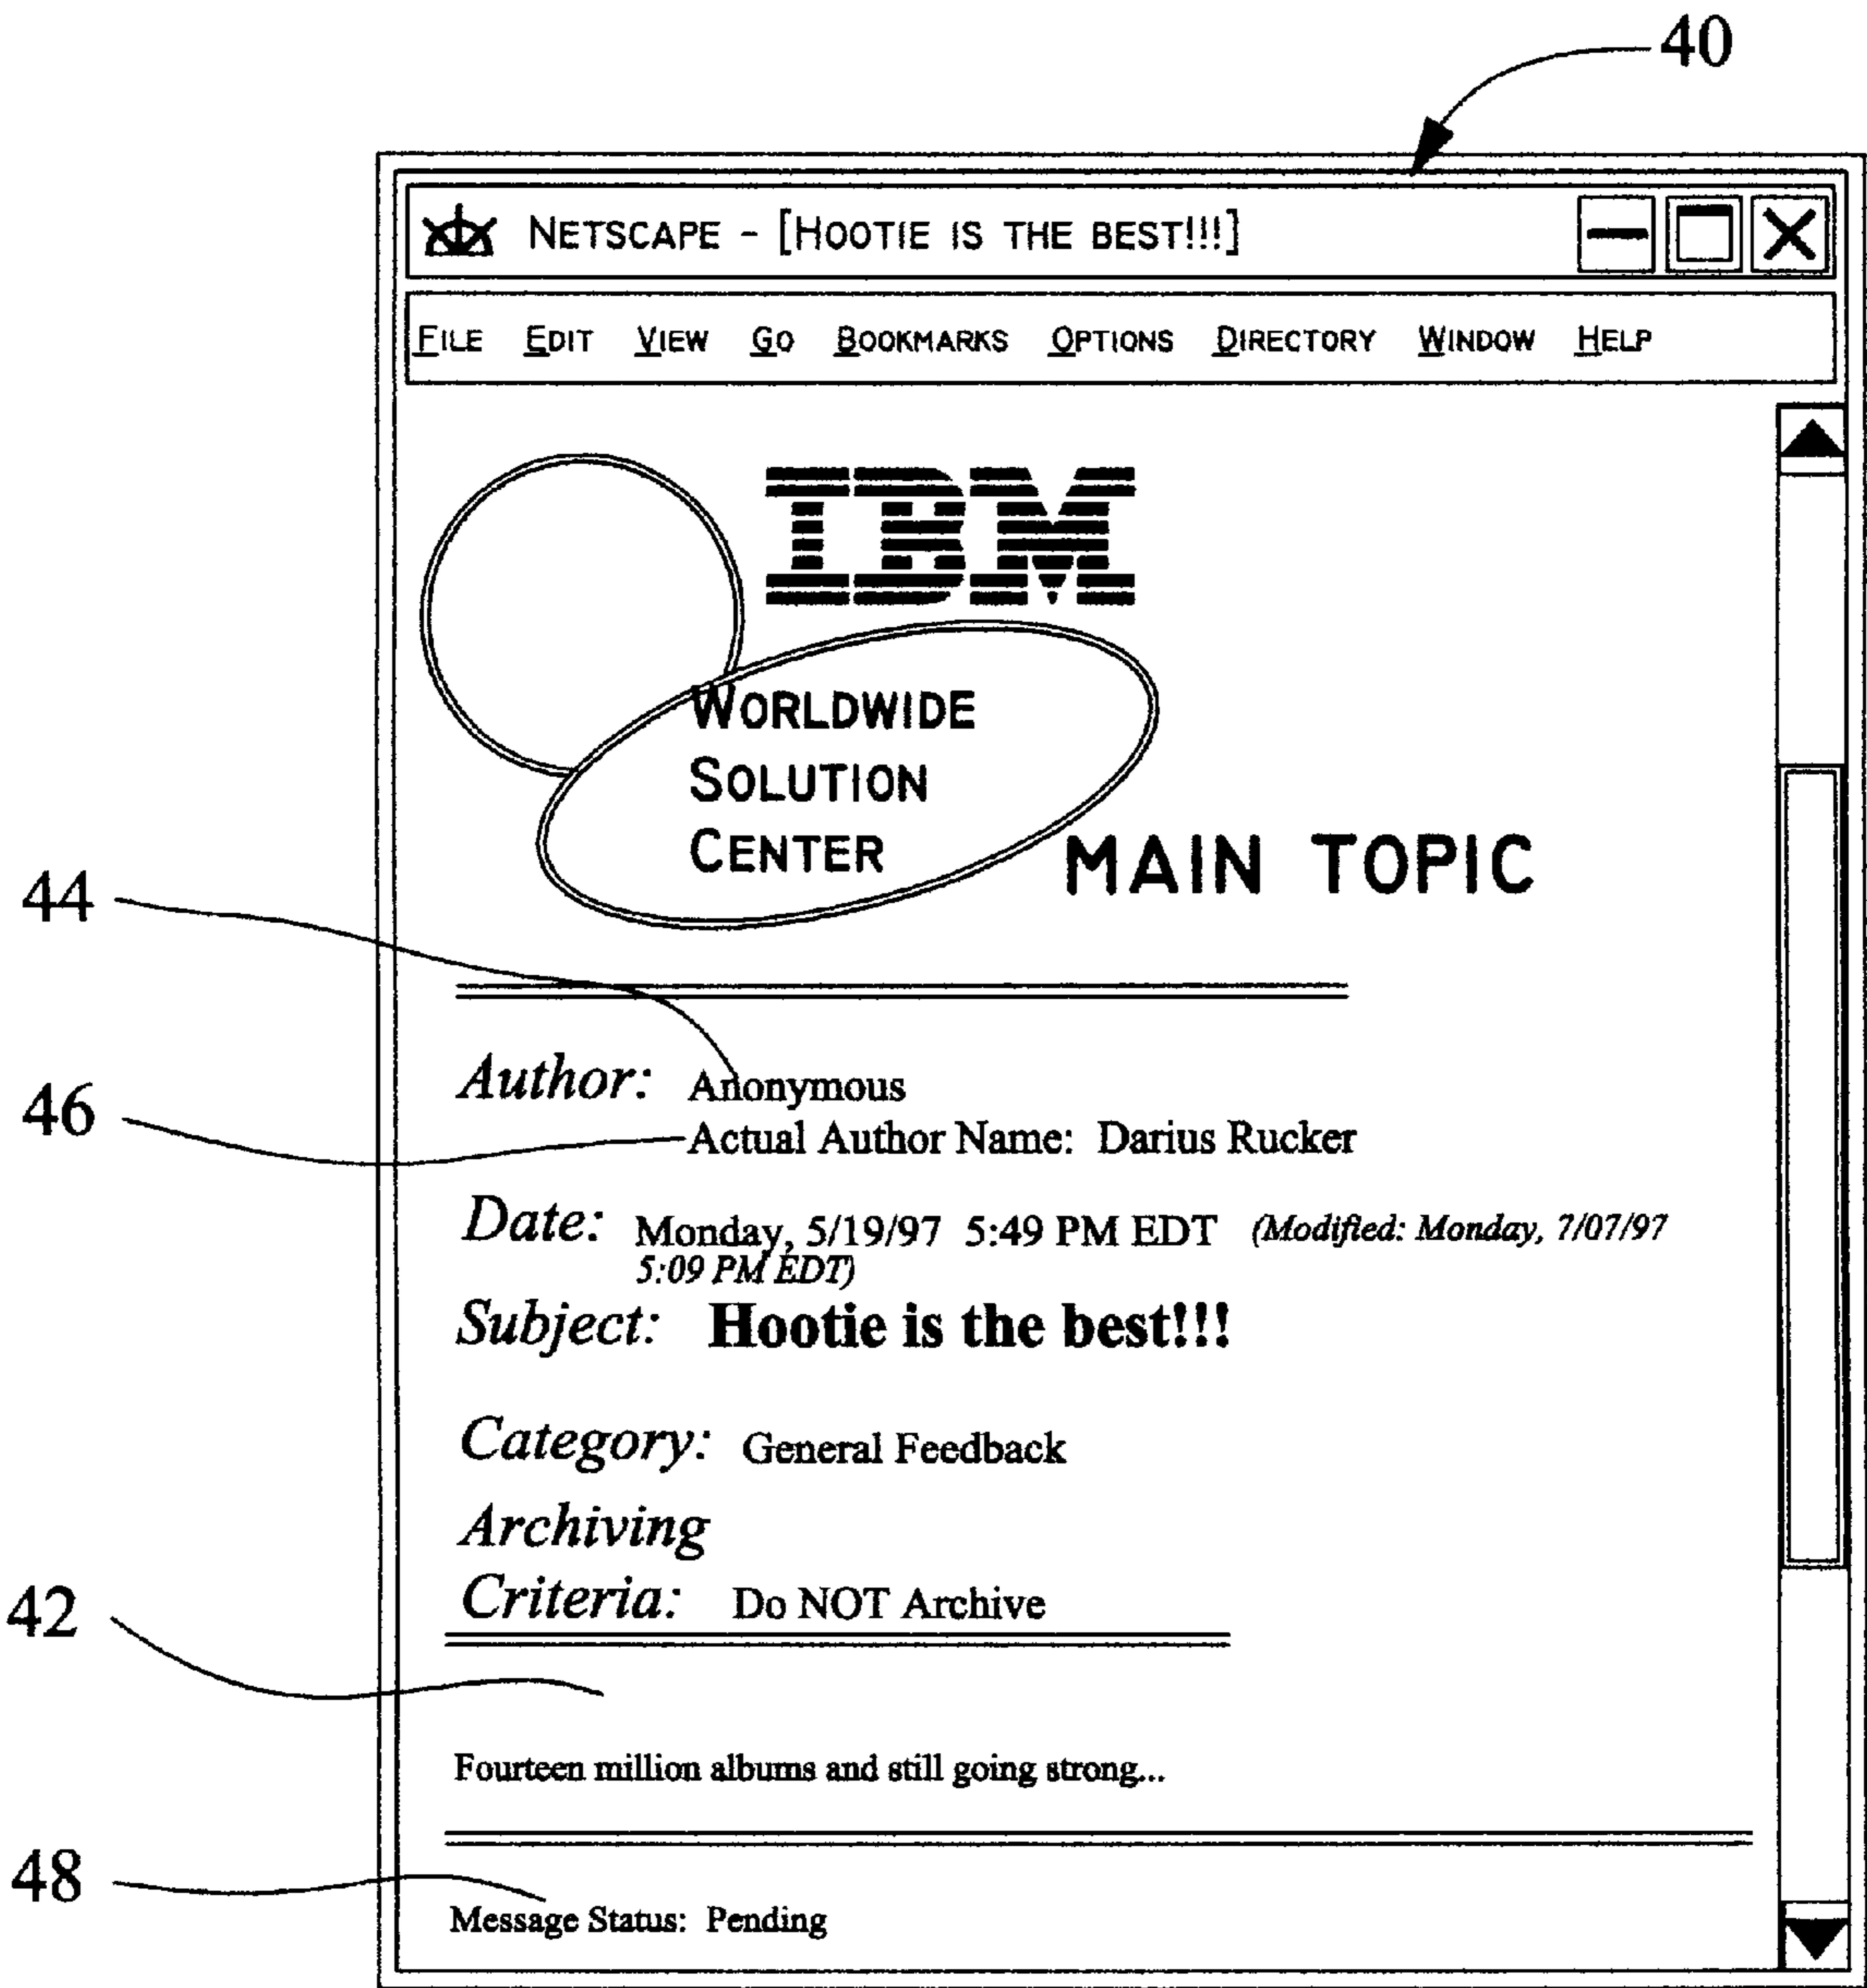 40
NETSCAPE - [HOOTIE IS THE BEST!!!]
FILE EDIT VIEW GO BOOKMARKS OPTIONS DIRECTORY WINDOW HELP
IBM
WORLDWIDE
SOLUTION
CENTER
MAIN TOPIC
44
Author: Anonymous
46
Actual Author Name: Darius Rucker
Date: Monday, 5/19/97 5:49 PM EDT (Modified: Monday, 7/07/97
5:09 PM EDT)
Subject: Hootie is the best!!!
Category: General Feedback
Archiving
Criteria: Do NOT Archive
42
Fourteen million albums and still going strong...
48
Message Status: Pending